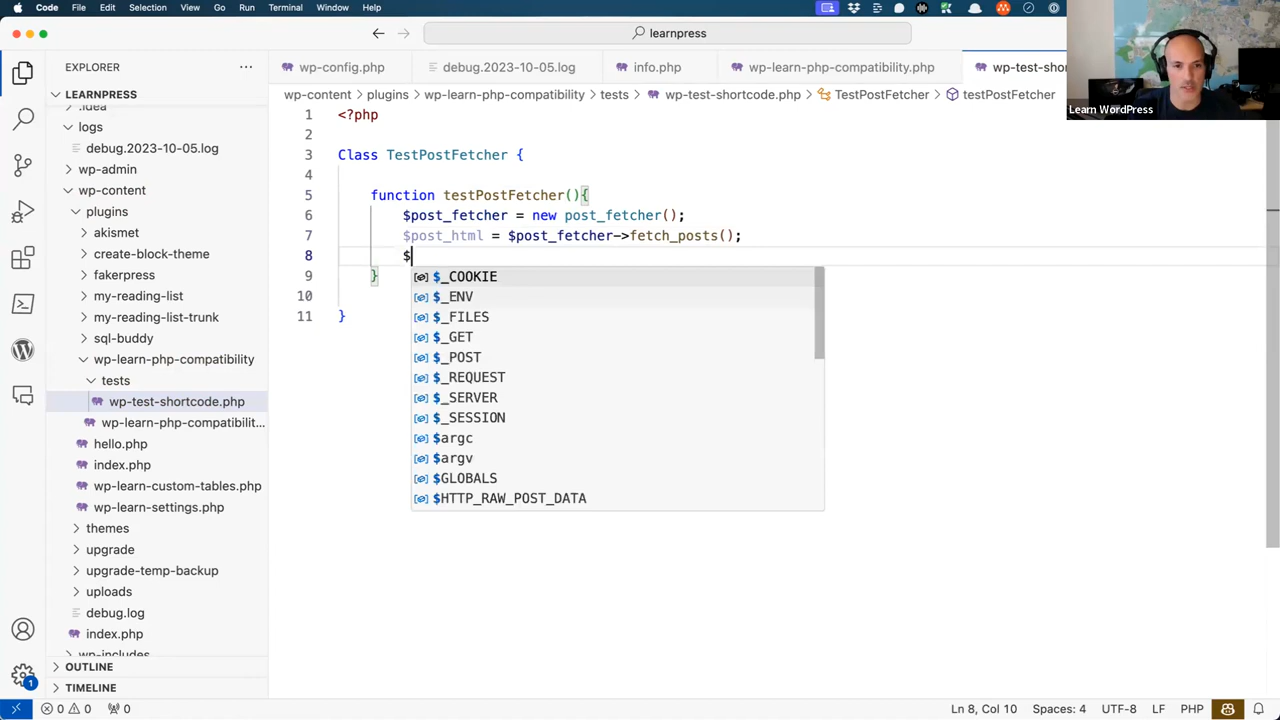 Code File Edit Selection View Go Run Terminal Window Help
learnpress
EXPLORER
wp-config.php debug.2023-10-05.log info.php wp-learn-php-compatibility.php wp-test-sho
LEARNPRESS
wp-content plugins wp-learn-php-compatibility tests wp-test-shortcode.php TestPostFetcher testPostFetcher
Learn WordPress
.idea
logs
debug.2023-10-05.log
wp-admin
wp-content
plugins
akismet
create-block-theme
fakerpress
my-reading-list
my-reading-list-trunk
sql-buddy
wp-learn-php-compatibility
tests
wp-test-shortcode.php
wp-learn-php-compatibilit...
hello.php
index.php
wp-learn-custom-tables.php
wp-learn-settings.php
themes
upgrade
upgrade-temp-backup
uploads
debug.log
index.php
wp-includes
OUTLINE
TIMELINE
1 <?php
2
3 Class TestPostFetcher {
4
5 function testPostFetcher(){
6 $post_fetcher = new post_fetcher();
7 $post_html = $post_fetcher->fetch_posts();
8 $
9 }
10
11 }
$_COOKIE
$_ENV
$_FILES
$_GET
$_POST
$_REQUEST
$_SERVER
$_SESSION
$argc
$argv
$GLOBALS
$HTTP_RAW_POST_DATA
1
0 0 0 Ln 8, Col 10 Spaces: 4 UTF-8 LF PHP